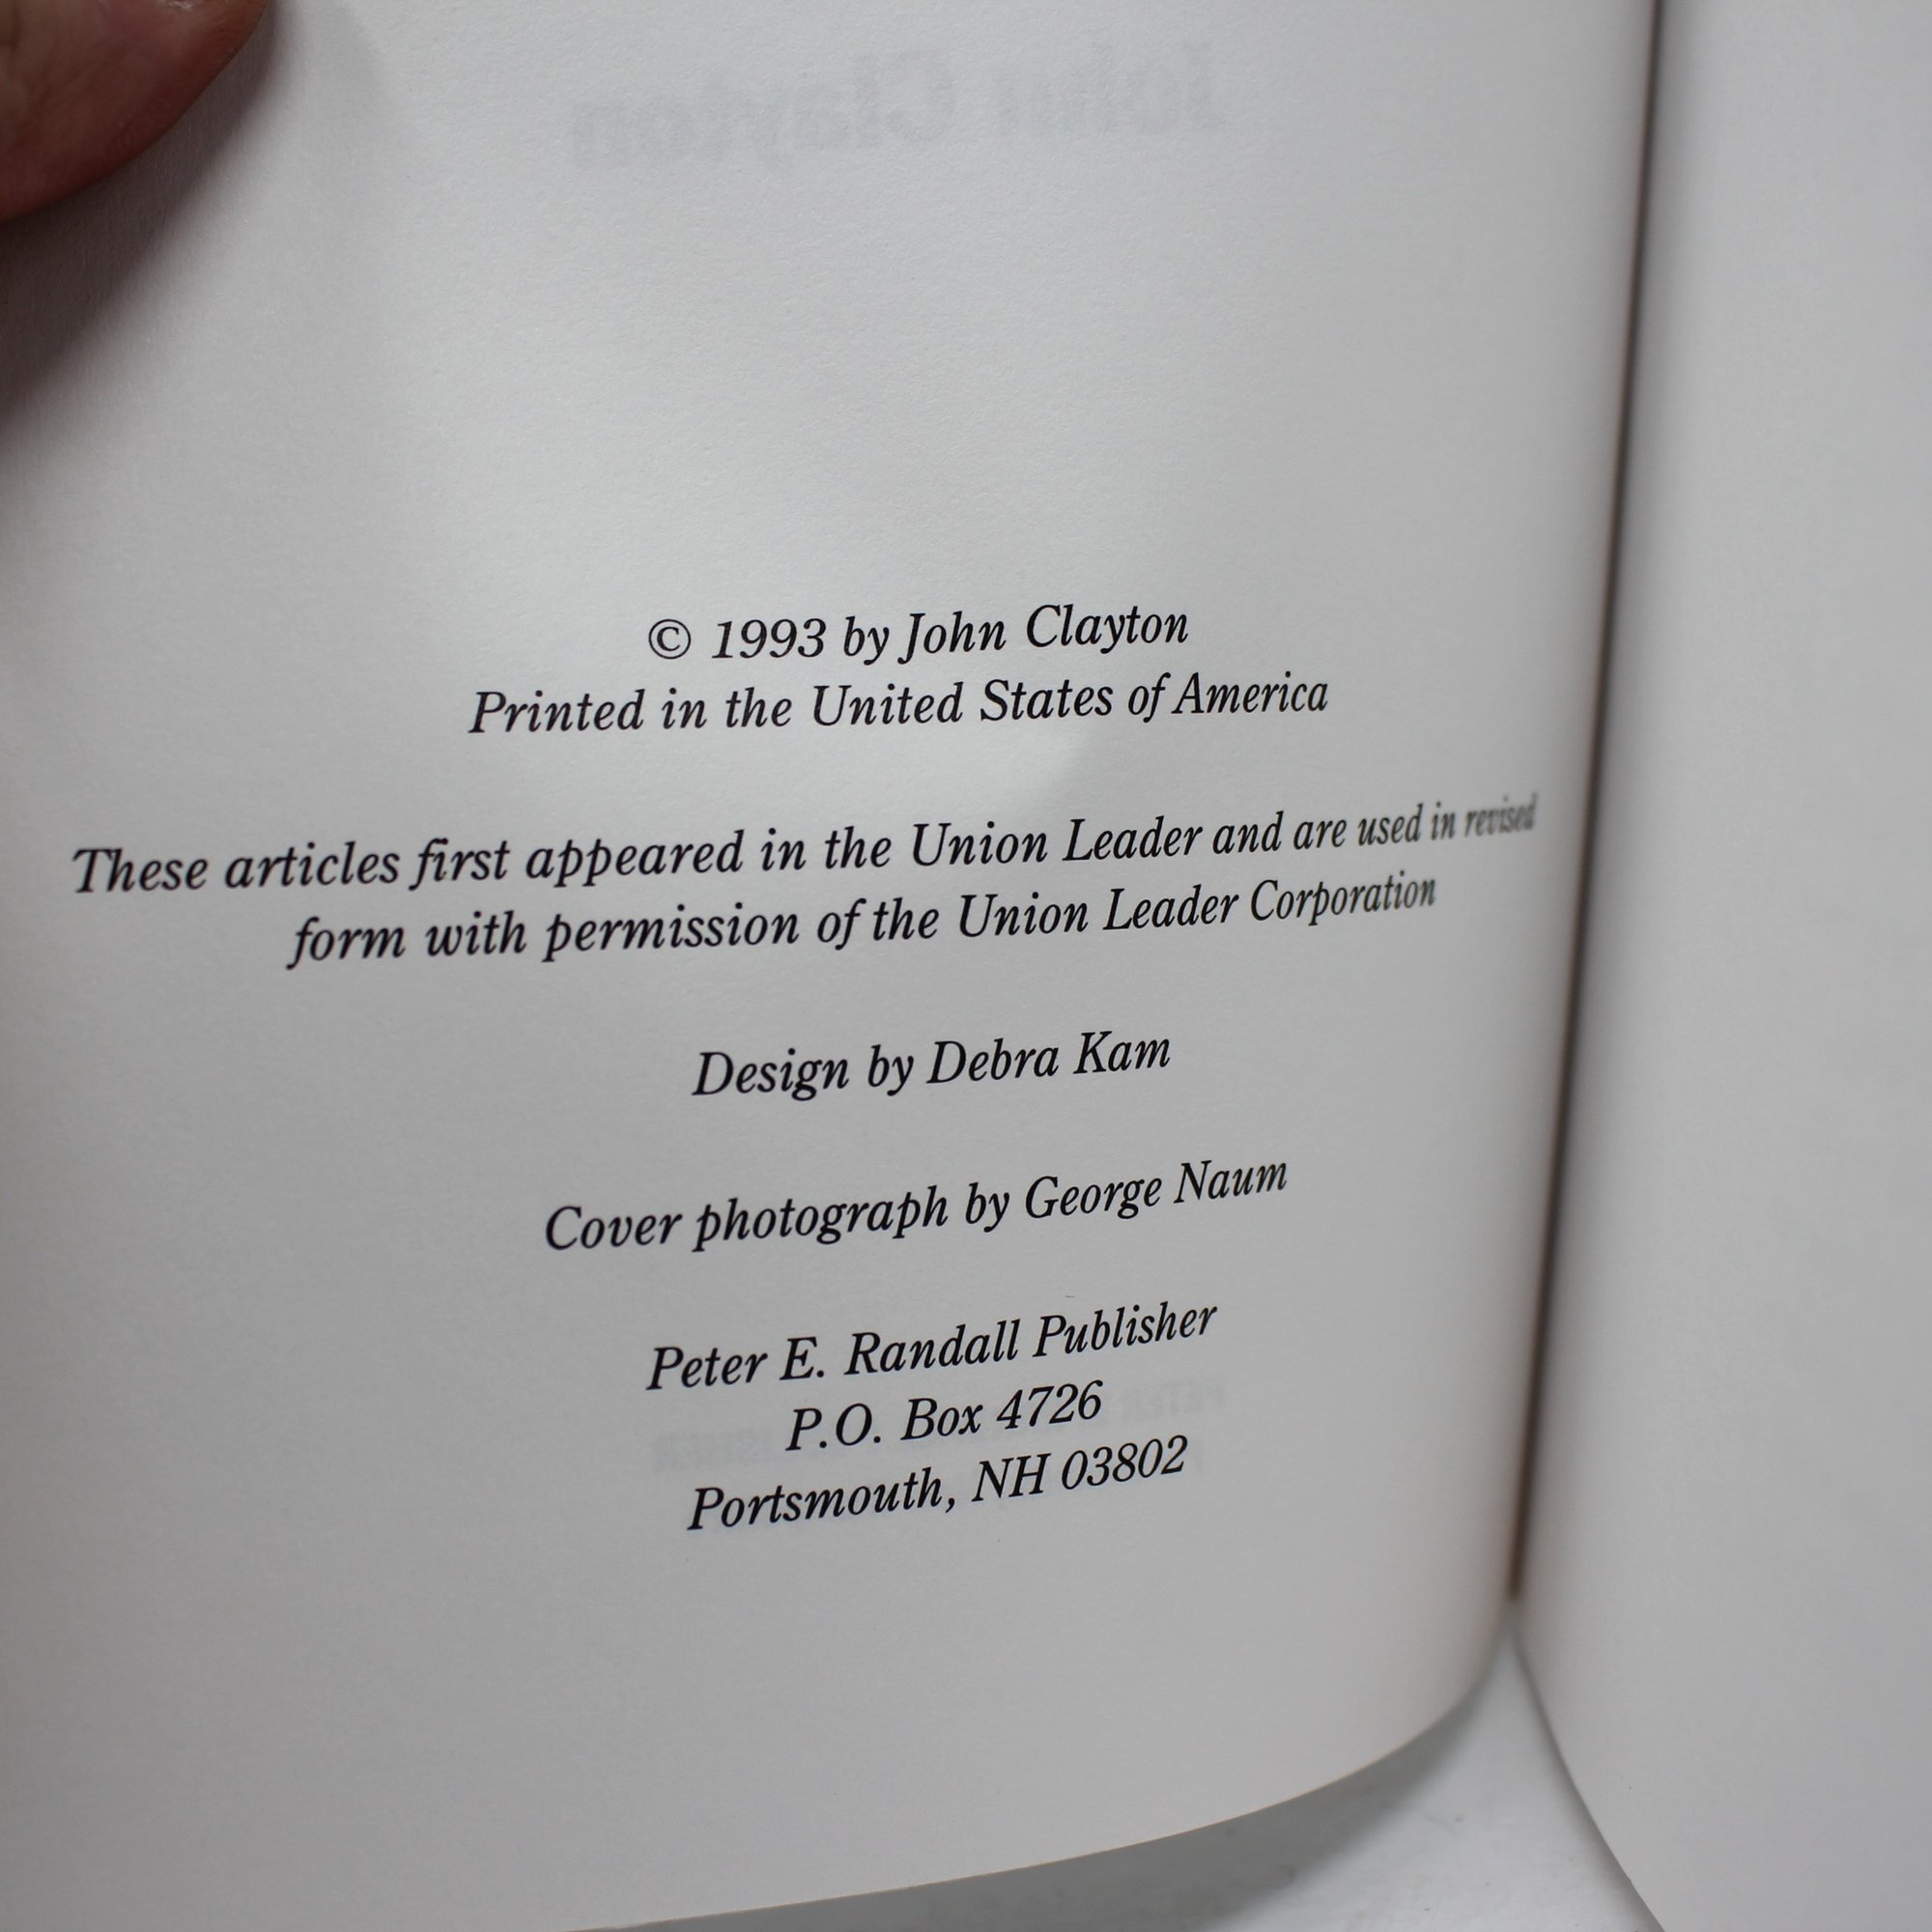 © 1993 by John Clayton
Printed in the United States of America
These articles first appeared in the Union Leader and are used in revised
form with permission of the Union Leader Corporation
Design by Debra Kam
Cover photograph by George Naum
Peter E. Randall Publisher
P.O. Box 4726
Portsmouth, NH 03802